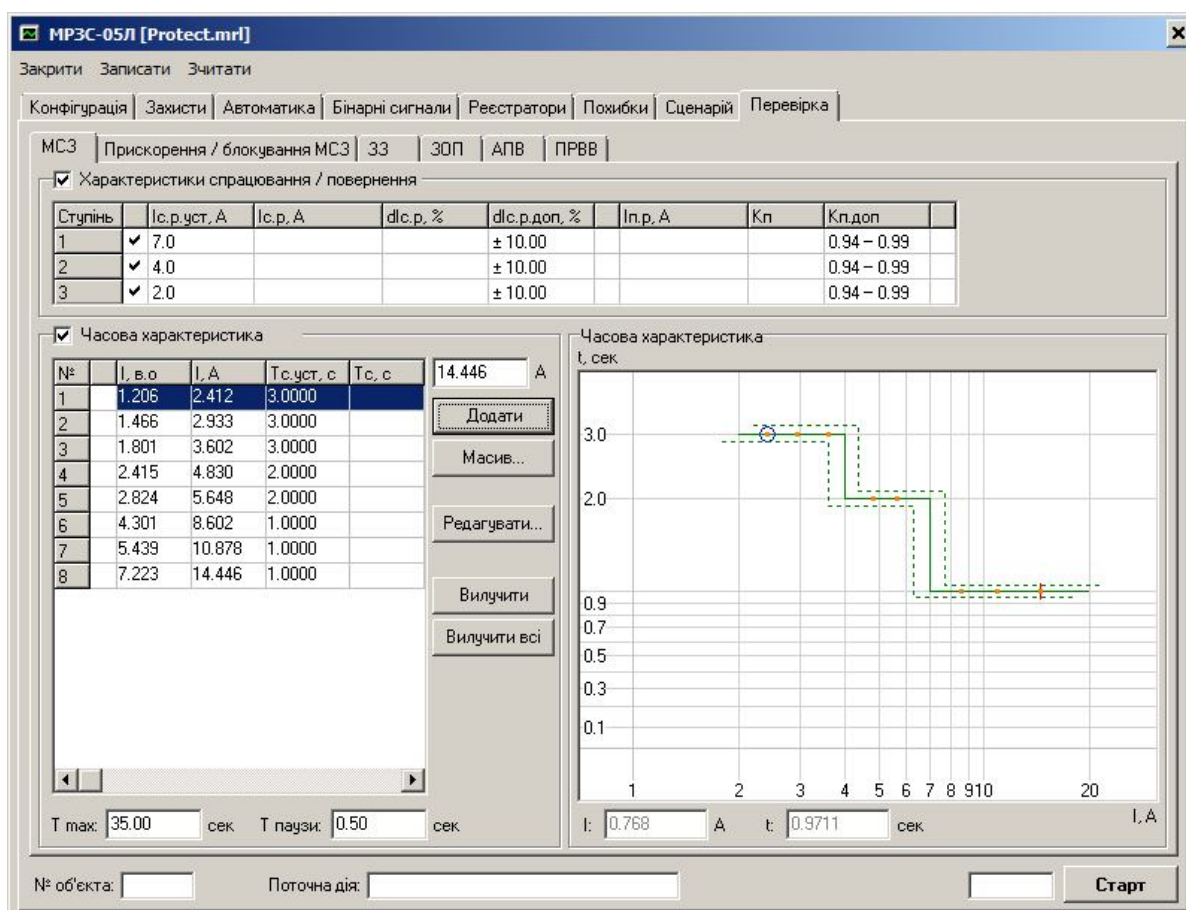 МРЗС-05Л [Protect.mrl]
Закрити Записати Зчитати
Конфігурація Захисти Автоматика Бінарні сигнали Реєстратори Похибки Сценарій Перевірка
МСЗ Прискорення / блокування МСЗ ЗЗ ЗОП АПВ ПРВВ
Характеристики спрацювання / повернення
Ступінь Іс.р.уст, А Іс.р, А dІс.р, % dІс.р.доп, % Іп.р, А Кп Кп.доп
1 7.0 ± 10.00 0.94 – 0.99
2 4.0 ± 10.00 0.94 – 0.99
3 2.0 ± 10.00 0.94 – 0.99
Часова характеристика
№ І, в.о І, А Тс.уст, с Тс, с
1 1.206 2.412 3.0000
2 1.466 2.933 3.0000
3 1.801 3.602 3.0000
4 2.415 4.830 2.0000
5 2.824 5.648 2.0000
6 4.301 8.602 1.0000
7 5.439 10.878 1.0000
8 7.223 14.446 1.0000
14.446 А
Додати
Масив...
Редагувати...
Вилучити
Вилучити всі
Т max: 35.00 сек Т паузи: 0.50 сек
Часова характеристика
t, сек
3.0
2.0
0.9
0.7
0.5
0.3
0.1
1 2 3 4 5 6 7 8 9 10 20
І, А
І: 0.768 А t: 0.9711 сек
№ об'єкта: Поточна дія: Старт